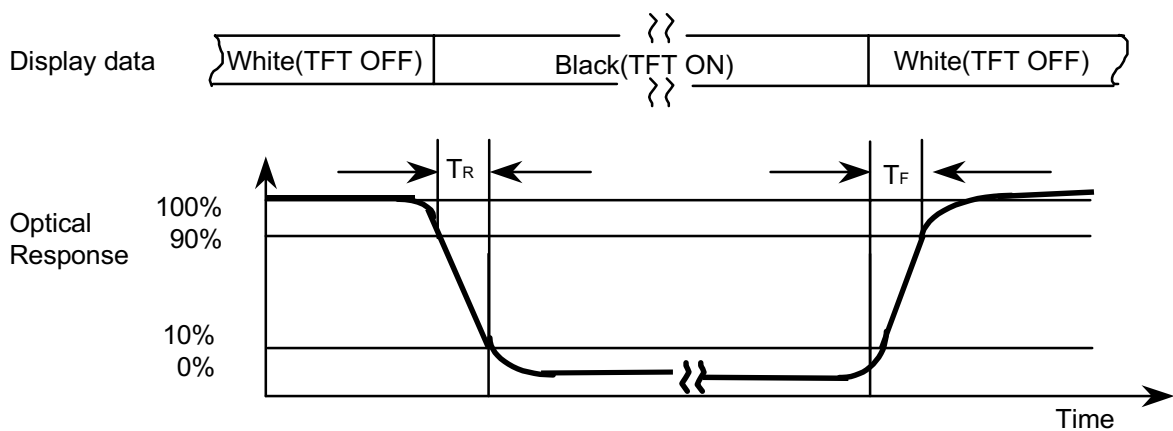 Display data
White(TFT OFF)
Black(TFT ON)
White(TFT OFF)
TR
TF
Optical
Response
100%
90%
10%
0%
Time